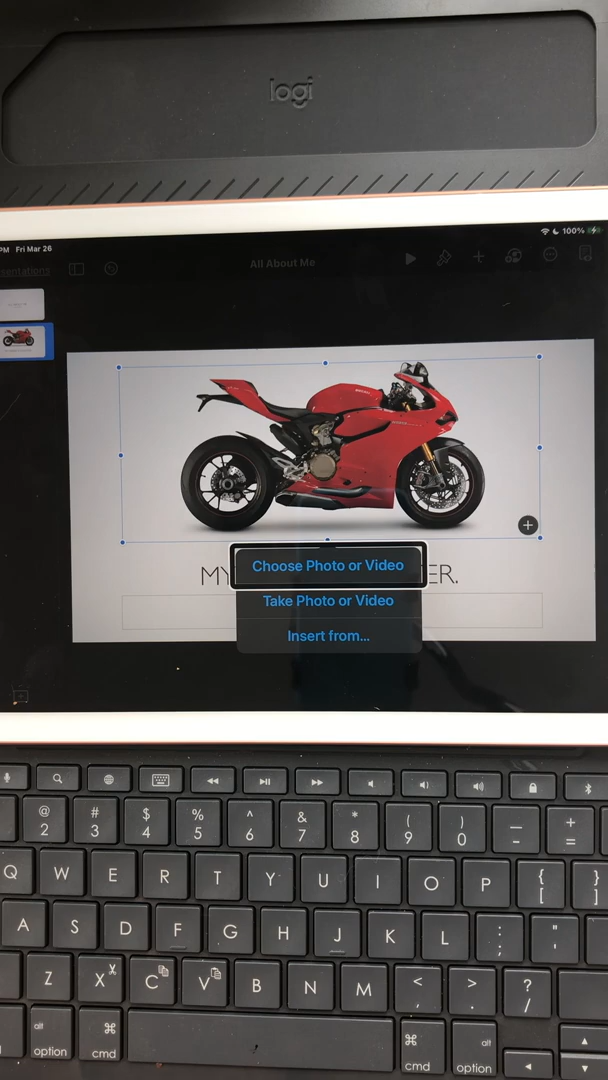 logi
PM Fri Mar 26
100%
sentations
All About Me
MY
ER.
Choose Photo or Video
Take Photo or Video
Insert from...
@ # $ % ^ & * ( ) — +
2 3 4 5 6 7 8 9 0 - =
Q W E R T Y U I O P { }
[ ]
A S D F G H J K L : "
; '
Z X C V B N M < > ?
, . /
alt ⌘ ⌘ alt
option cmd cmd option